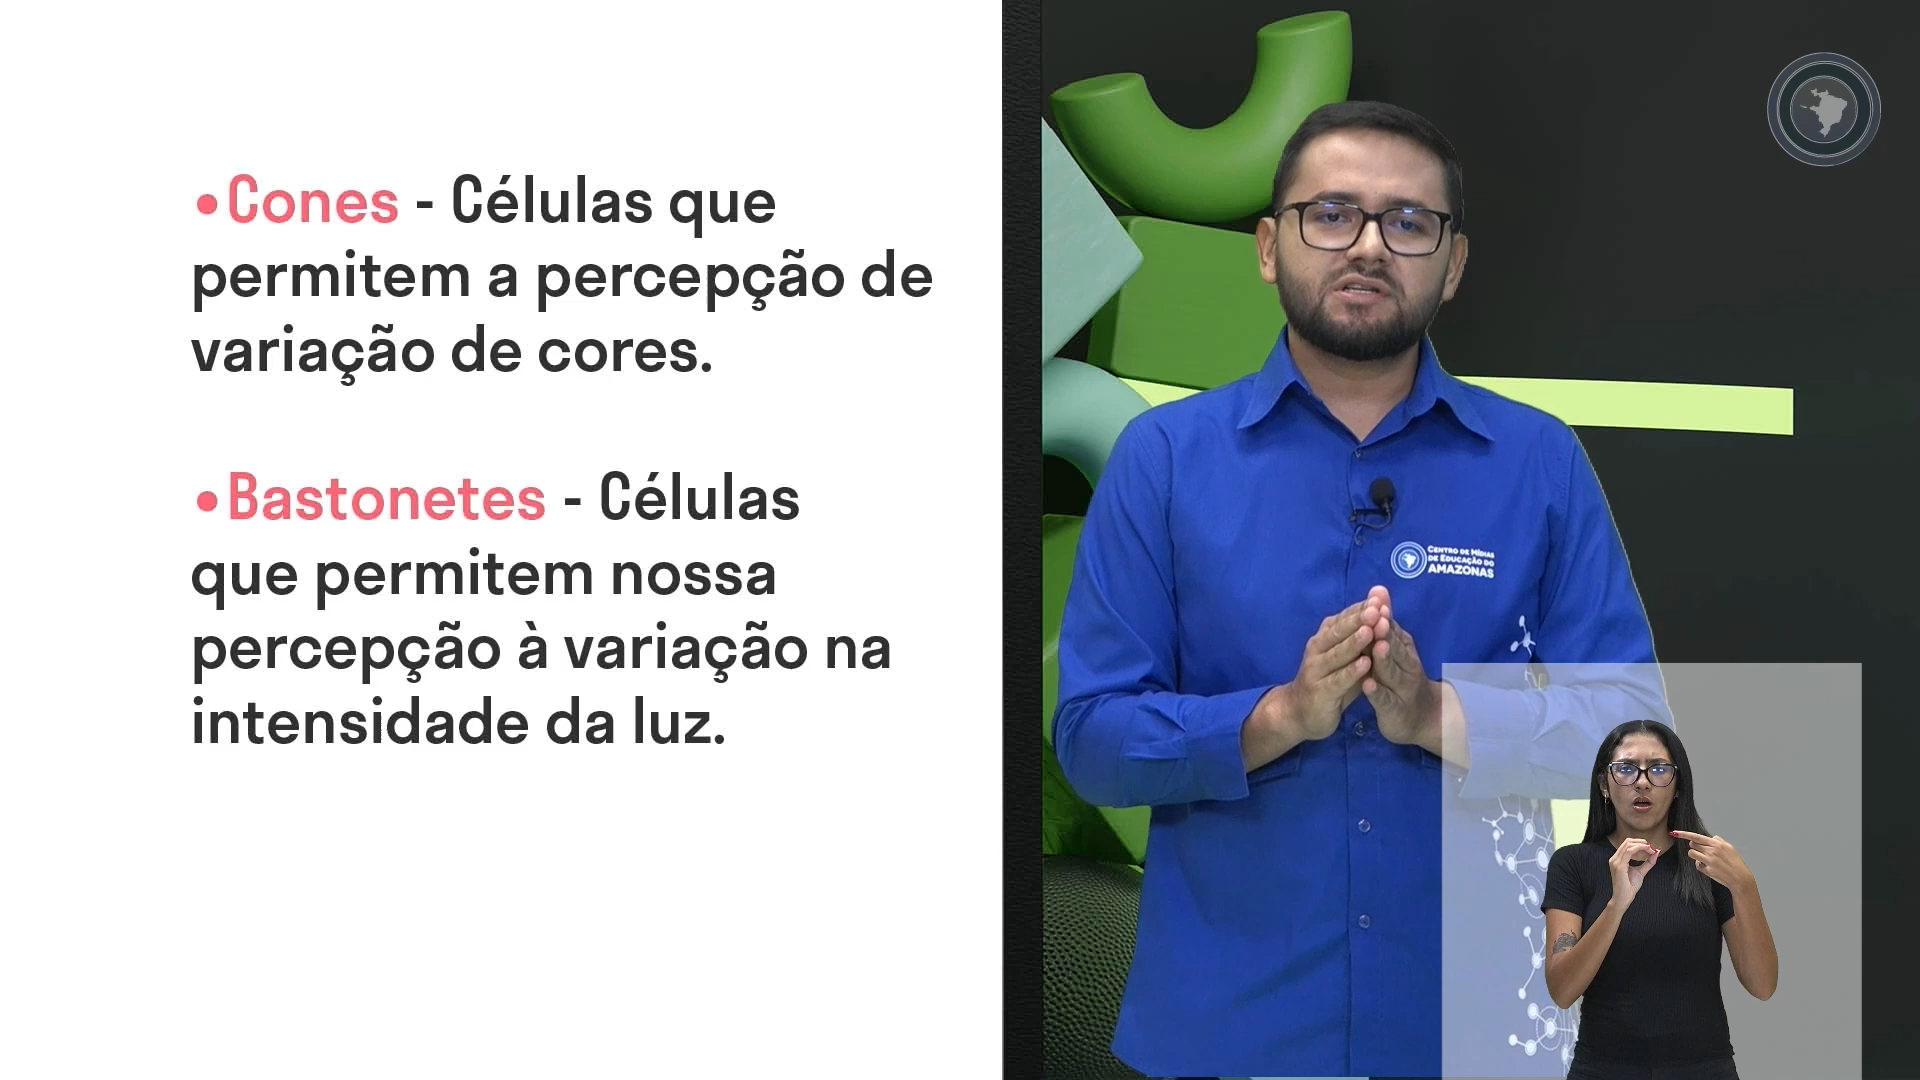 •Cones - Células que
permitem a percepção de
variação de cores.
•Bastonetes - Células
que permitem nossa
percepção à variação na
intensidade da luz.
CENTRO DE MÍDIAS
DE EDUCAÇÃO DO
AMAZONAS